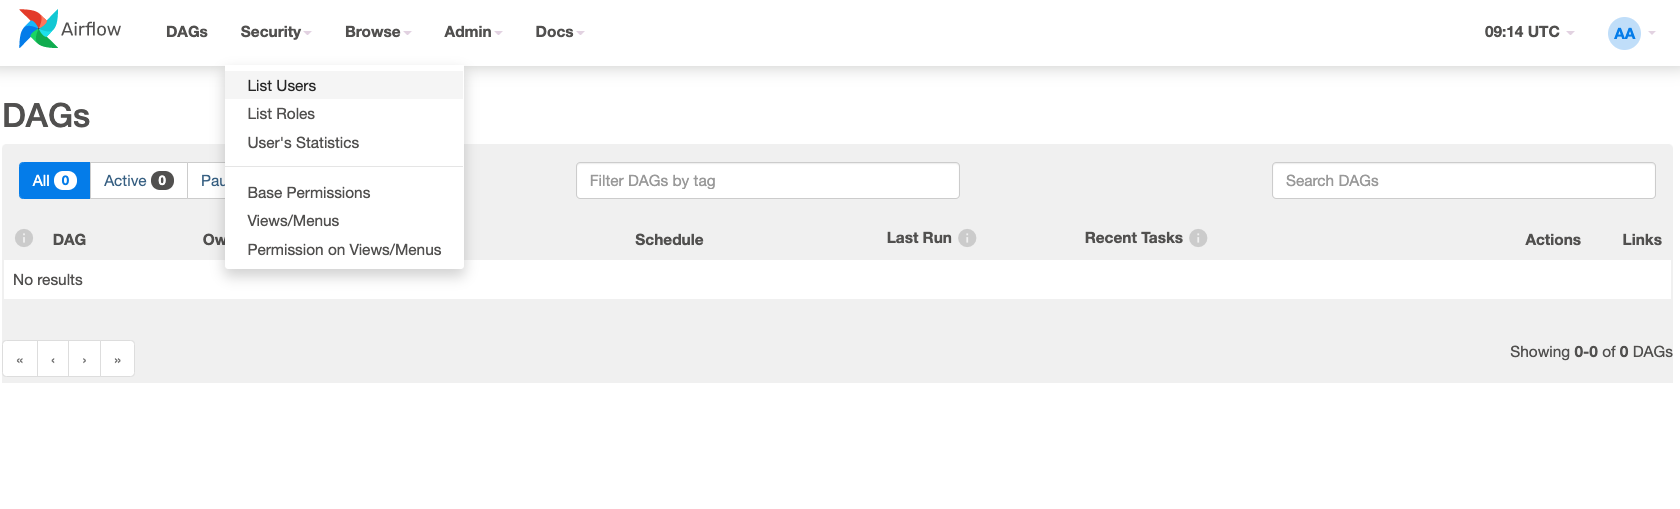 Airflow DAGs Security Browse Admin Docs 09:14 UTC AA
List Users
List Roles
User's Statistics
Base Permissions
Views/Menus
Permission on Views/Menus
DAGs
All 0 Active 0 Pau Filter DAGs by tag Search DAGs
i DAG Ow Schedule Last Run i Recent Tasks i Actions Links
No results
« ‹ › » Showing 0-0 of 0 DAGs